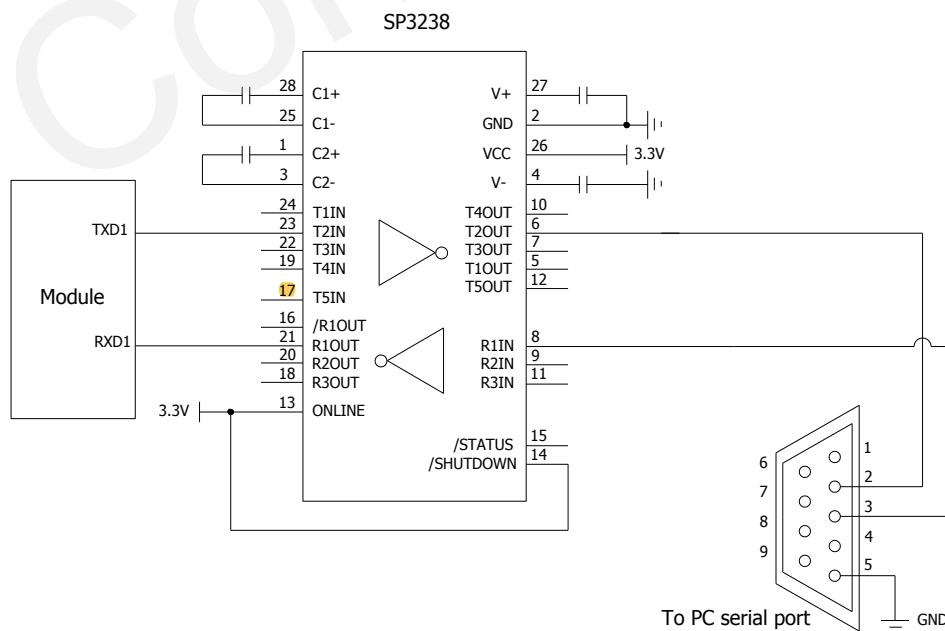 SP3238
28 C1+ V+ 27
25 C1- GND 2
1 C2+ VCC 26 3.3V
3 C2- V- 4
24 T1IN T4OUT 10
TXD1 23 T2IN T2OUT 6
22 T3IN T3OUT 7
19 T4IN T1OUT 5
17 T5IN T5OUT 12
Module
16 /R1OUT
RXD1 21 R1OUT R1IN 8
20 R2OUT R2IN 9
18 R3OUT R3IN 11
3.3V 13 ONLINE
/STATUS 15
/SHUTDOWN 14
6 1
7 2
8 3
9 4
5
To PC serial port GND